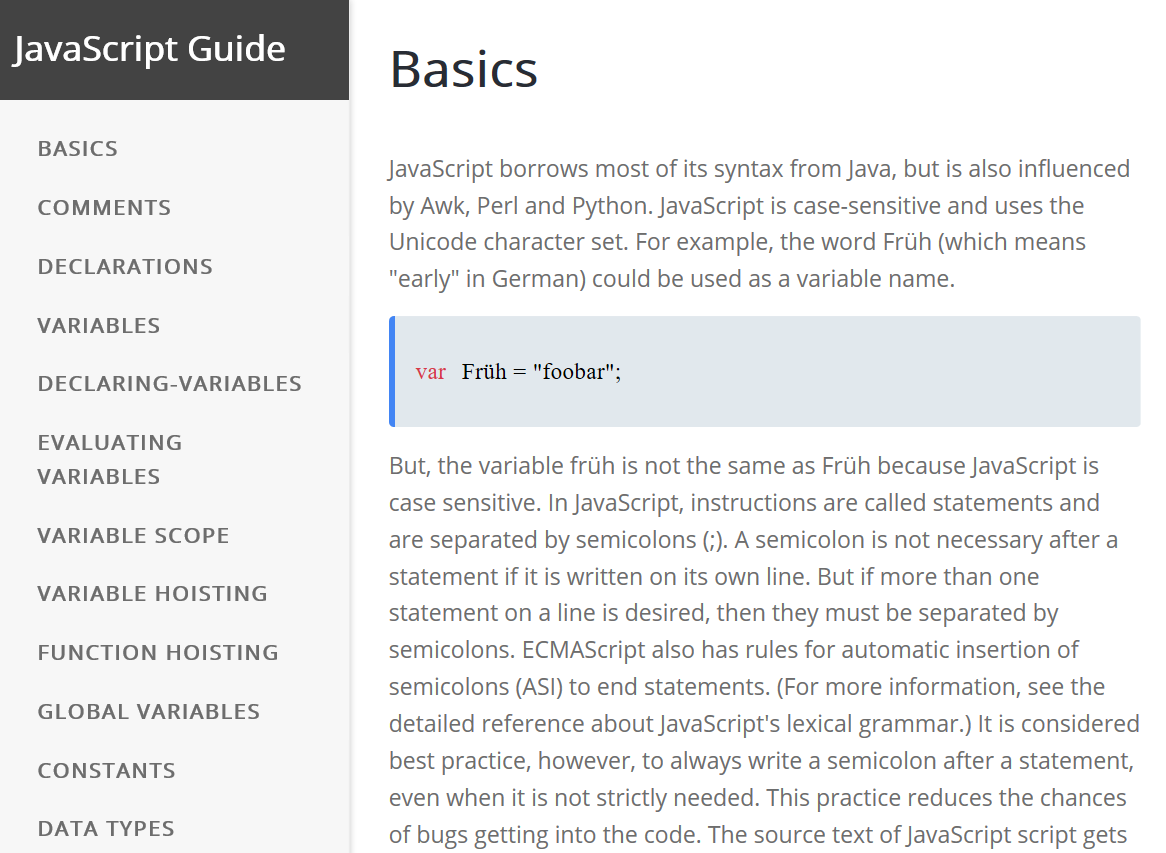 JavaScript Guide
BASICS
COMMENTS
DECLARATIONS
VARIABLES
DECLARING-VARIABLES
EVALUATING
VARIABLES
VARIABLE SCOPE
VARIABLE HOISTING
FUNCTION HOISTING
GLOBAL VARIABLES
CONSTANTS
DATA TYPES
Basics
JavaScript borrows most of its syntax from Java, but is also influenced
by Awk, Perl and Python. JavaScript is case-sensitive and uses the
Unicode character set. For example, the word Früh (which means
"early" in German) could be used as a variable name.
var Früh = "foobar";
But, the variable früh is not the same as Früh because JavaScript is
case sensitive. In JavaScript, instructions are called statements and
are separated by semicolons (;). A semicolon is not necessary after a
statement if it is written on its own line. But if more than one
statement on a line is desired, then they must be separated by
semicolons. ECMAScript also has rules for automatic insertion of
semicolons (ASI) to end statements. (For more information, see the
detailed reference about JavaScript's lexical grammar.) It is considered
best practice, however, to always write a semicolon after a statement,
even when it is not strictly needed. This practice reduces the chances
of bugs getting into the code. The source text of JavaScript script gets